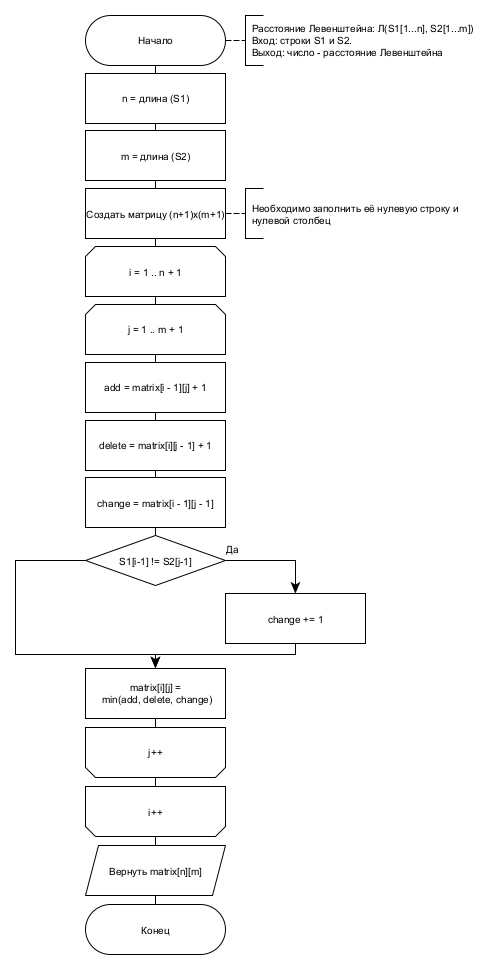 Начало
Расстояние Левенштейна: Л(S1[1...n], S2[1...m])
Вход: строки S1 и S2.
Выход: число - расстояние Левенштейна
n = длина (S1)
m = длина (S2)
Создать матрицу (n+1)x(m+1)
Необходимо заполнить её нулевую строку и
нулевой столбец
i = 1 .. n + 1
j = 1 .. m + 1
add = matrix[i - 1][j] + 1
delete = matrix[i][j - 1] + 1
change = matrix[i - 1][j - 1]
S1[i-1] != S2[j-1]
Да
change += 1
matrix[i][j] =
min(add, delete, change)
j++
i++
Вернуть matrix[n][m]
Конец